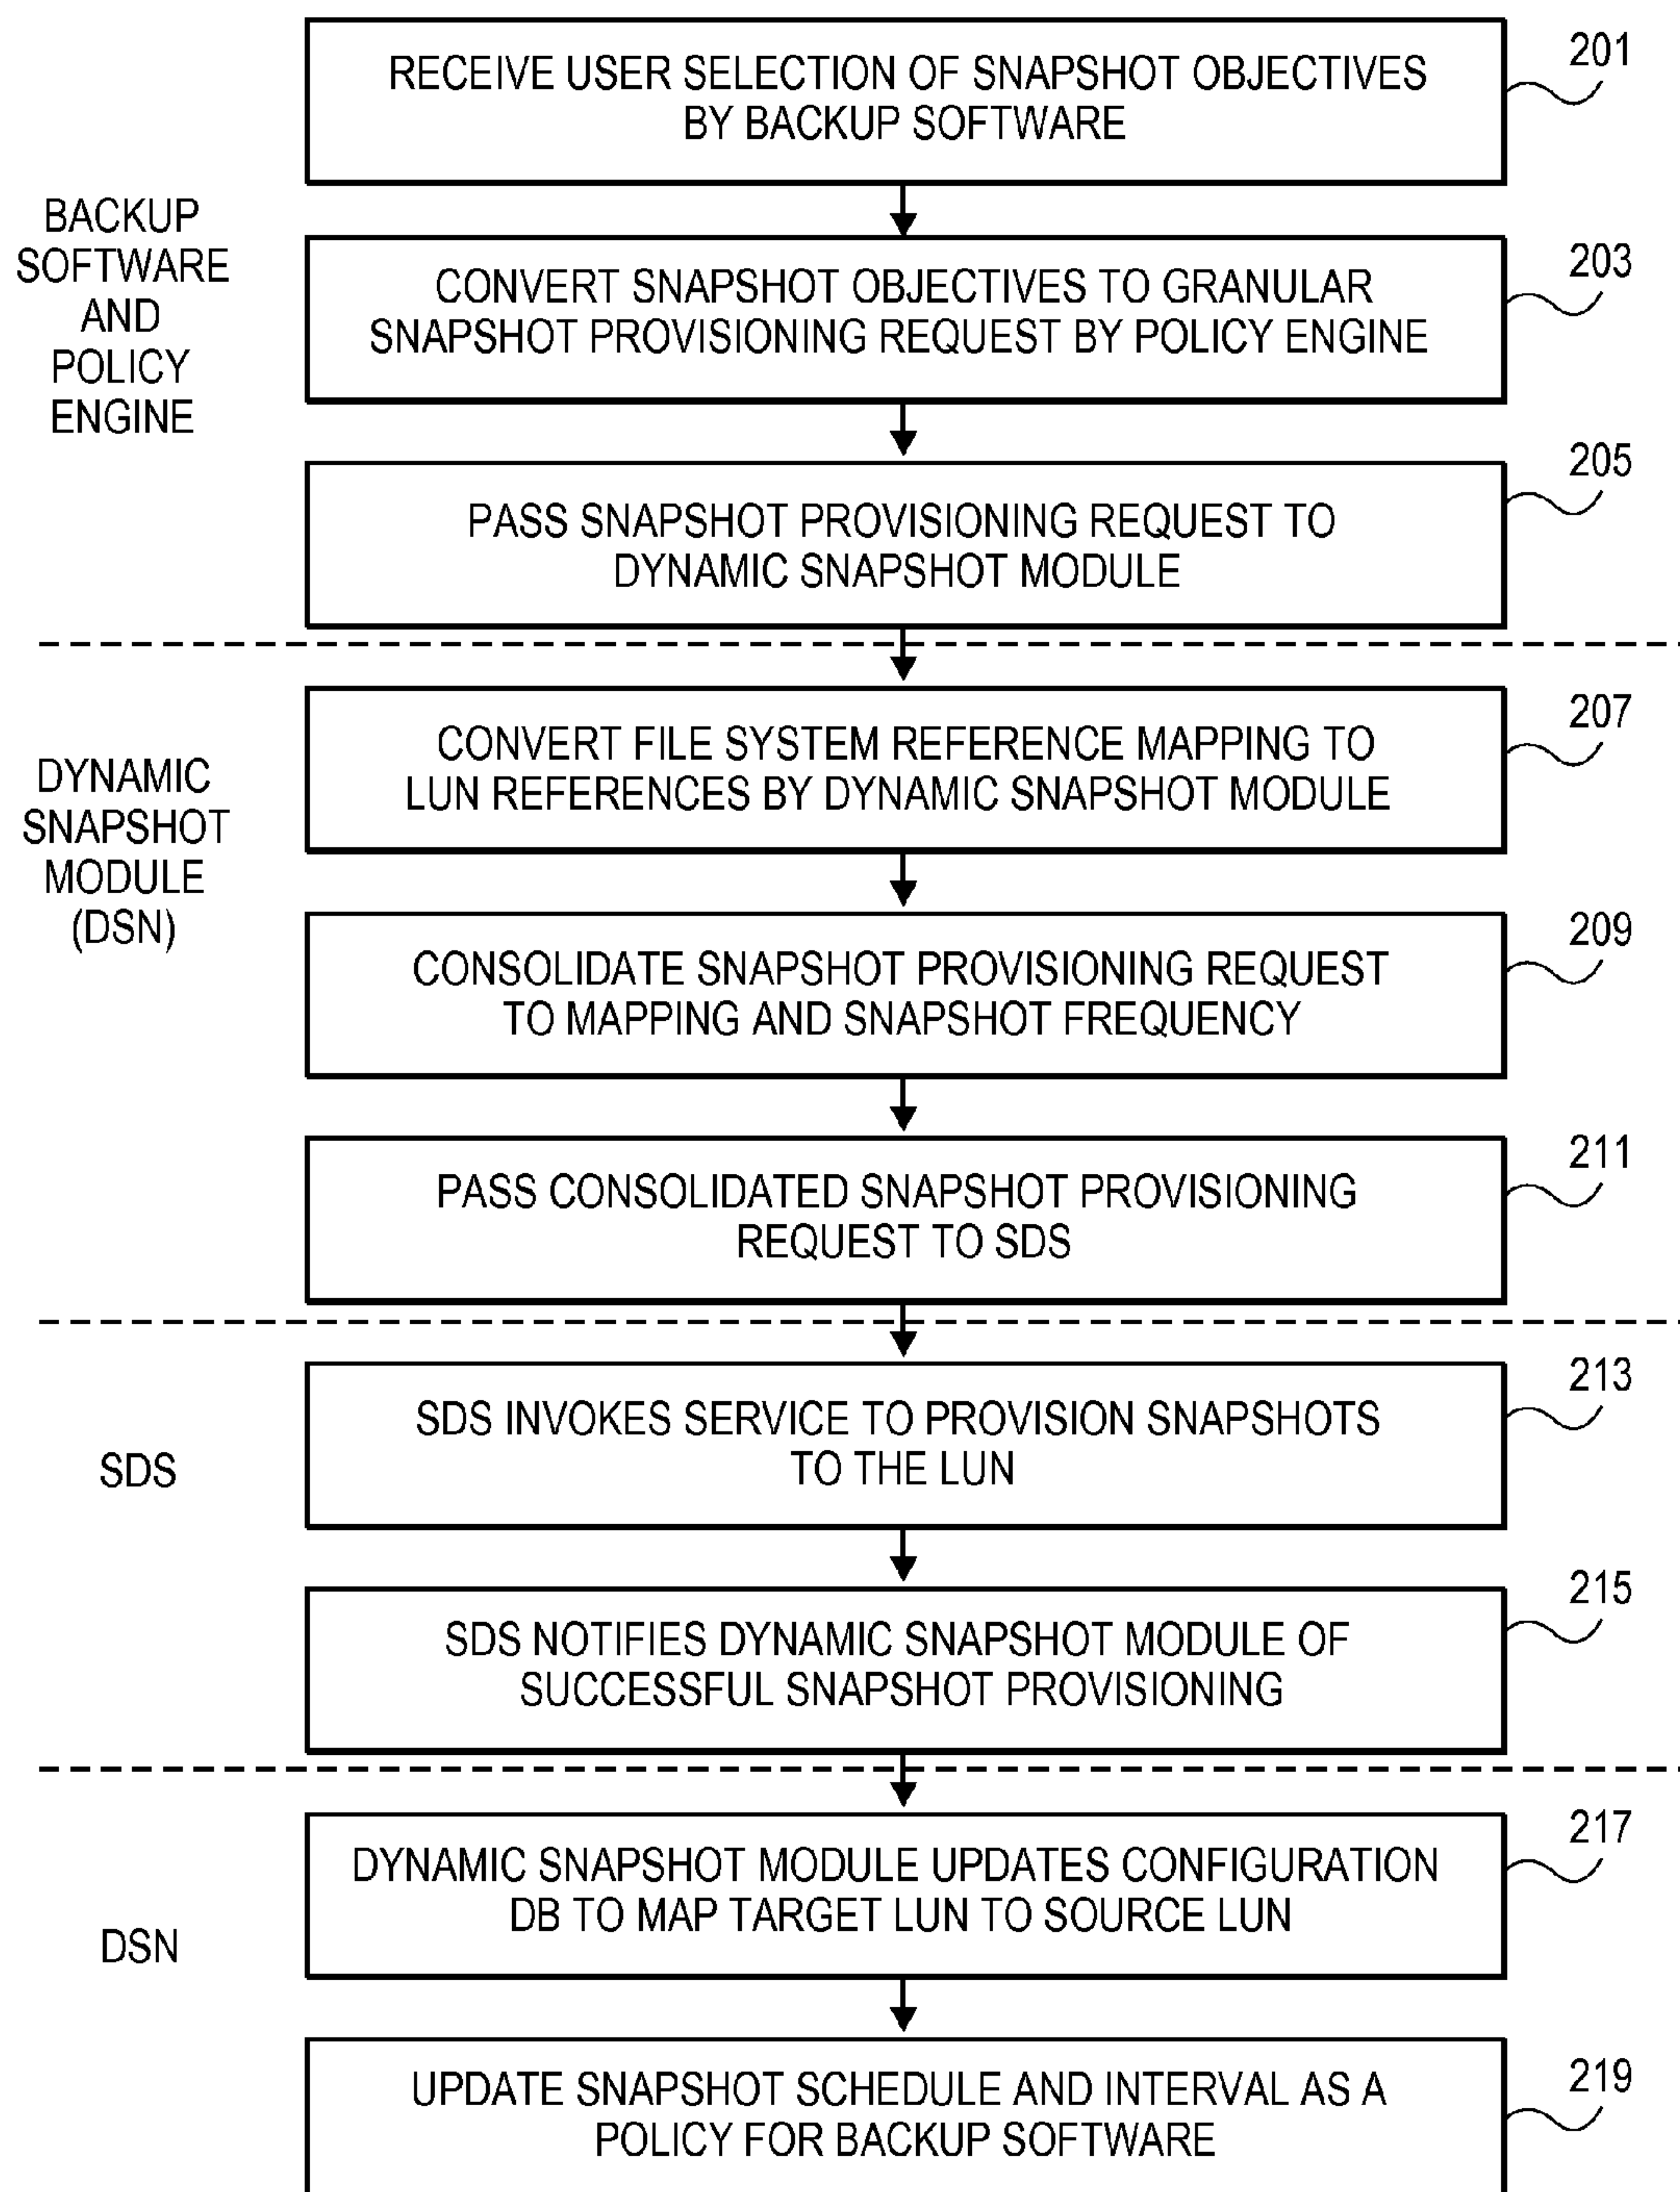 RECEIVE USER SELECTION OF SNAPSHOT OBJECTIVES
BY BACKUP SOFTWARE
201
BACKUP
SOFTWARE
AND
POLICY
ENGINE
CONVERT SNAPSHOT OBJECTIVES TO GRANULAR
SNAPSHOT PROVISIONING REQUEST BY POLICY ENGINE
203
PASS SNAPSHOT PROVISIONING REQUEST TO
DYNAMIC SNAPSHOT MODULE
205
DYNAMIC
SNAPSHOT
MODULE
(DSN)
CONVERT FILE SYSTEM REFERENCE MAPPING TO
LUN REFERENCES BY DYNAMIC SNAPSHOT MODULE
207
CONSOLIDATE SNAPSHOT PROVISIONING REQUEST
TO MAPPING AND SNAPSHOT FREQUENCY
209
PASS CONSOLIDATED SNAPSHOT PROVISIONING
REQUEST TO SDS
211
SDS
SDS INVOKES SERVICE TO PROVISION SNAPSHOTS
TO THE LUN
213
SDS NOTIFIES DYNAMIC SNAPSHOT MODULE OF
SUCCESSFUL SNAPSHOT PROVISIONING
215
DSN
DYNAMIC SNAPSHOT MODULE UPDATES CONFIGURATION
DB TO MAP TARGET LUN TO SOURCE LUN
217
UPDATE SNAPSHOT SCHEDULE AND INTERVAL AS A
POLICY FOR BACKUP SOFTWARE
219